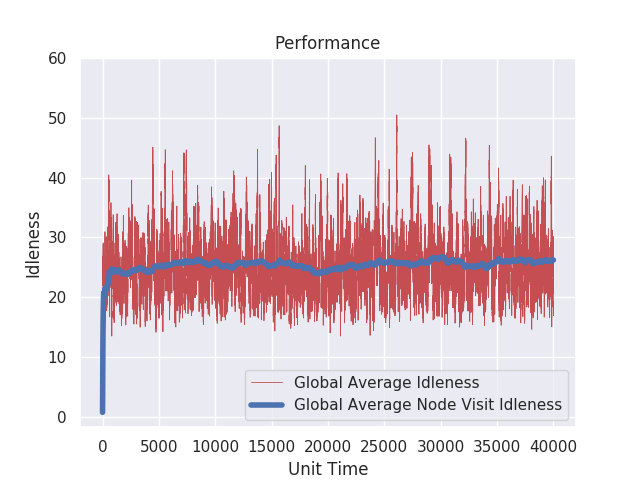 Performance
60
50
40
30
20
10
0
Idleness
Global Average Idleness
Global Average Node Visit Idleness
0 5000 10000 15000 20000 25000 30000 35000 40000
Unit Time